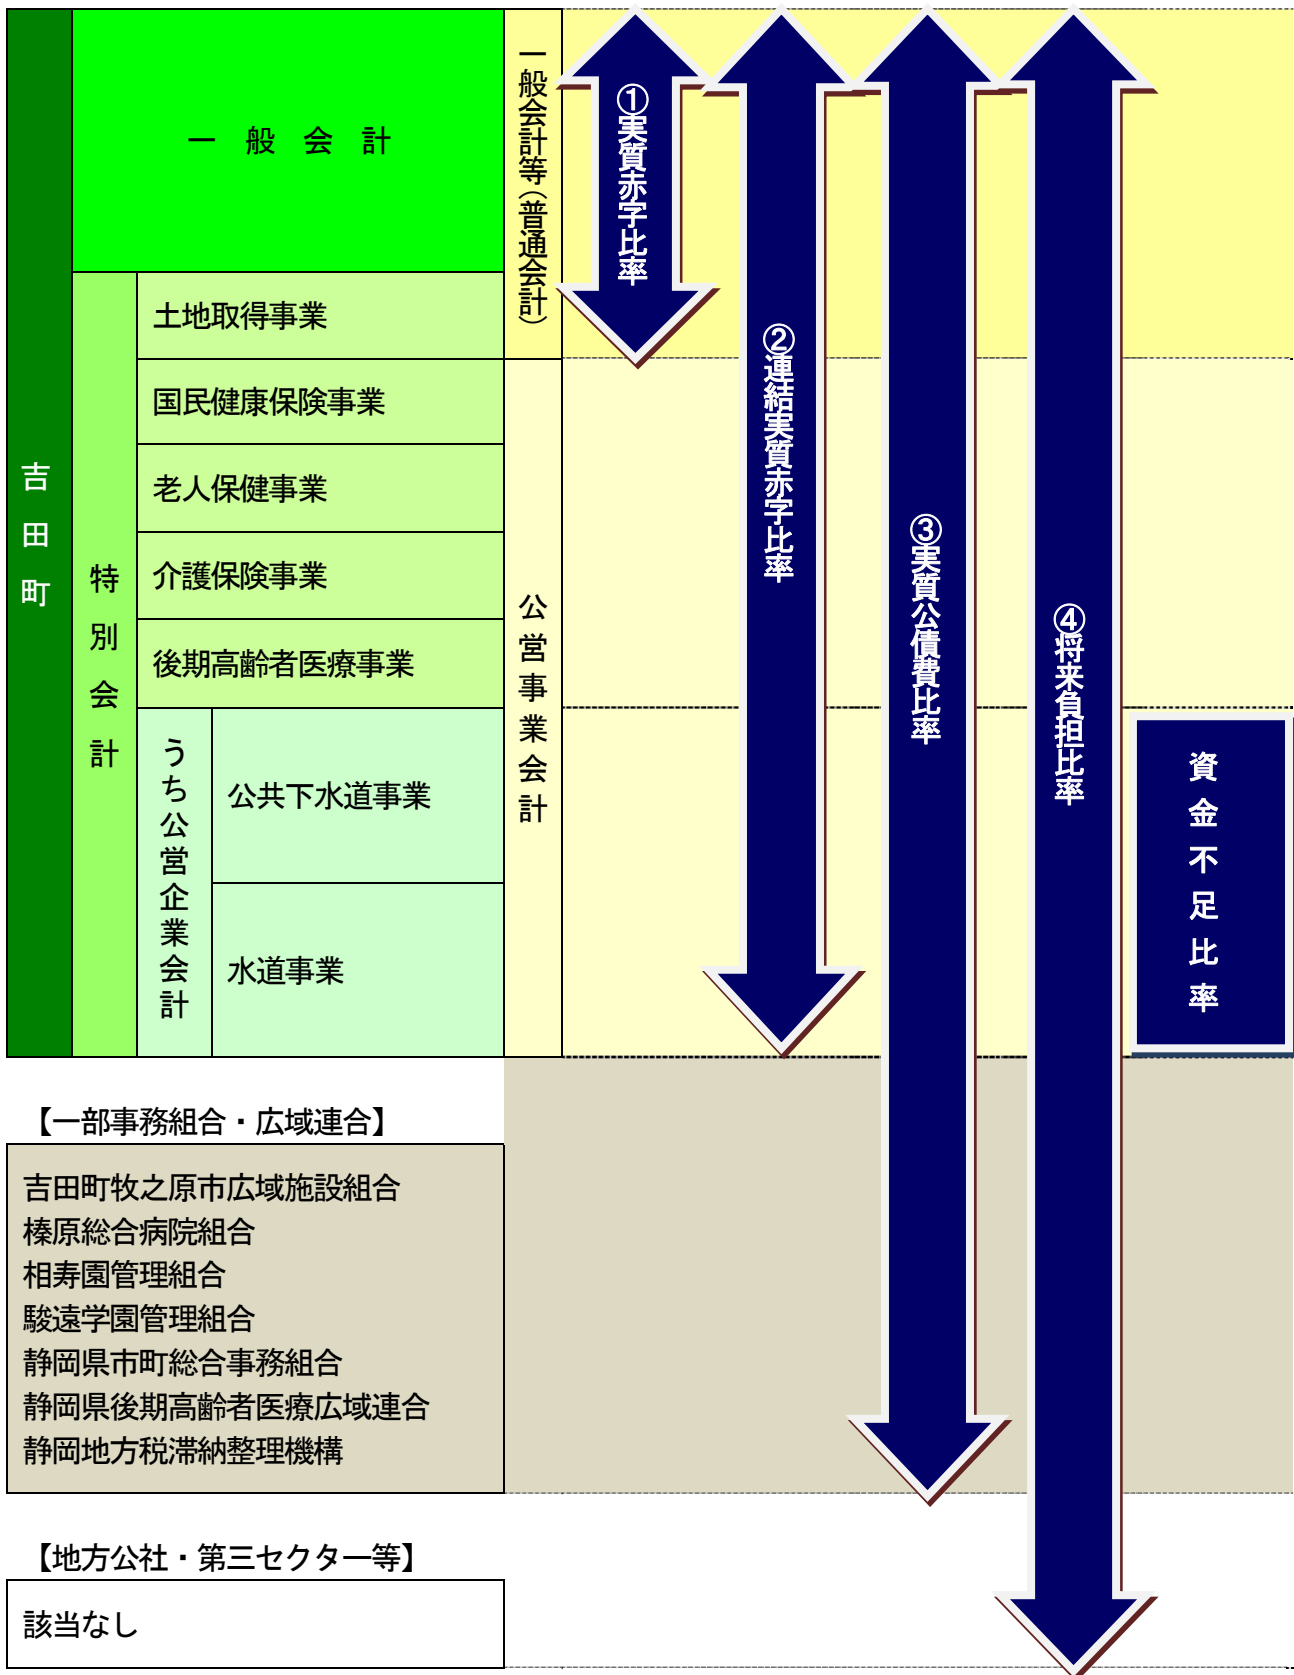 吉田町
一般会計
特別会計
土地取得事業
国民健康保険事業
老人保健事業
介護保険事業
後期高齢者医療事業
うち公営企業会計
公共下水道事業
水道事業
一般会計等（普通会計）
公営事業会計
①実質赤字比率
②連結実質赤字比率
③実質公債費比率
④将来負担比率
資金不足比率
【一部事務組合・広域連合】
吉田町牧之原市広域施設組合
榛原総合病院組合
相寿園管理組合
駿遠学園管理組合
静岡県市町総合事務組合
静岡県後期高齢者医療広域連合
静岡地方税滞納整理機構
【地方公社・第三セクター等】
該当なし